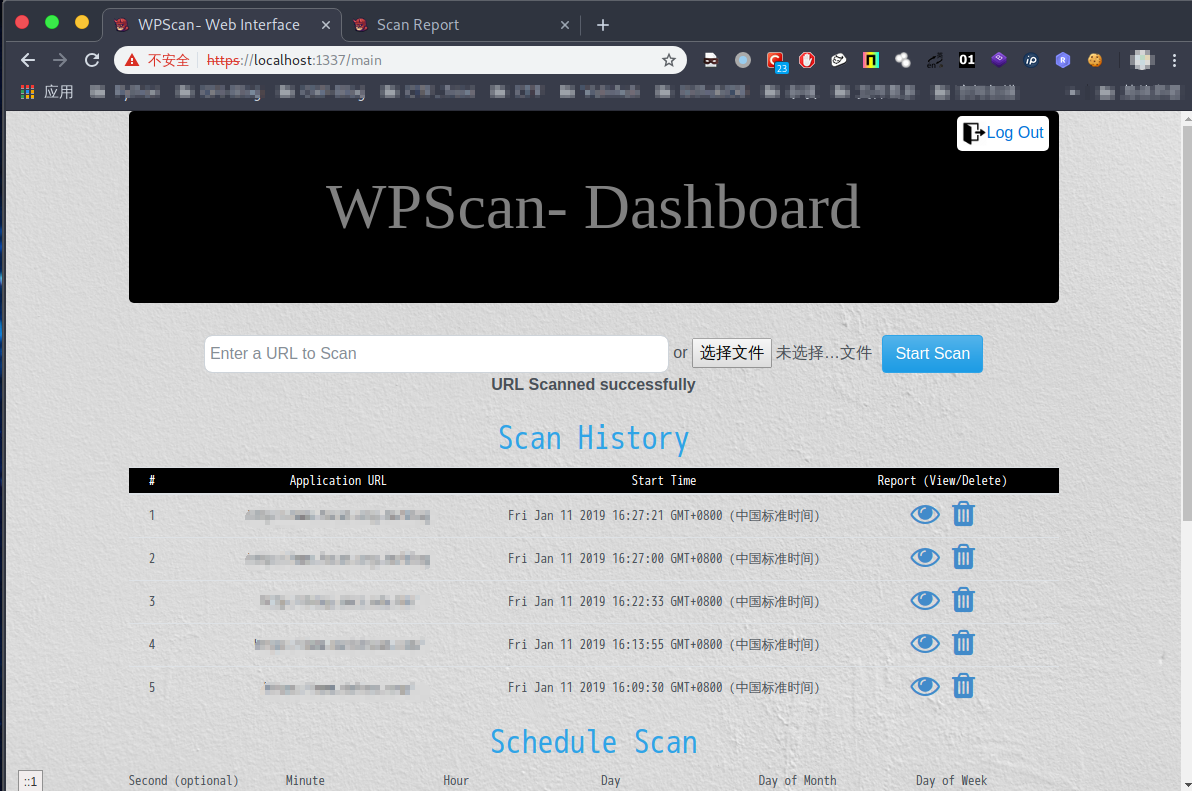 WPScan- Web Interface
Scan Report
不安全 https://localhost:1337/main
23
01
iP
R
应用
Log Out
WPScan- Dashboard
Enter a URL to Scan or 选择文件 未选择…文件 Start Scan
URL Scanned successfully
Scan History
# Application URL Start Time Report (View/Delete)
1 Fri Jan 11 2019 16:27:21 GMT+0800 (中国标准时间)
2 Fri Jan 11 2019 16:27:00 GMT+0800 (中国标准时间)
3 Fri Jan 11 2019 16:22:33 GMT+0800 (中国标准时间)
4 Fri Jan 11 2019 16:13:55 GMT+0800 (中国标准时间)
5 Fri Jan 11 2019 16:09:30 GMT+0800 (中国标准时间)
Schedule Scan
Second (optional) Minute Hour Day Day of Month Day of Week
::1